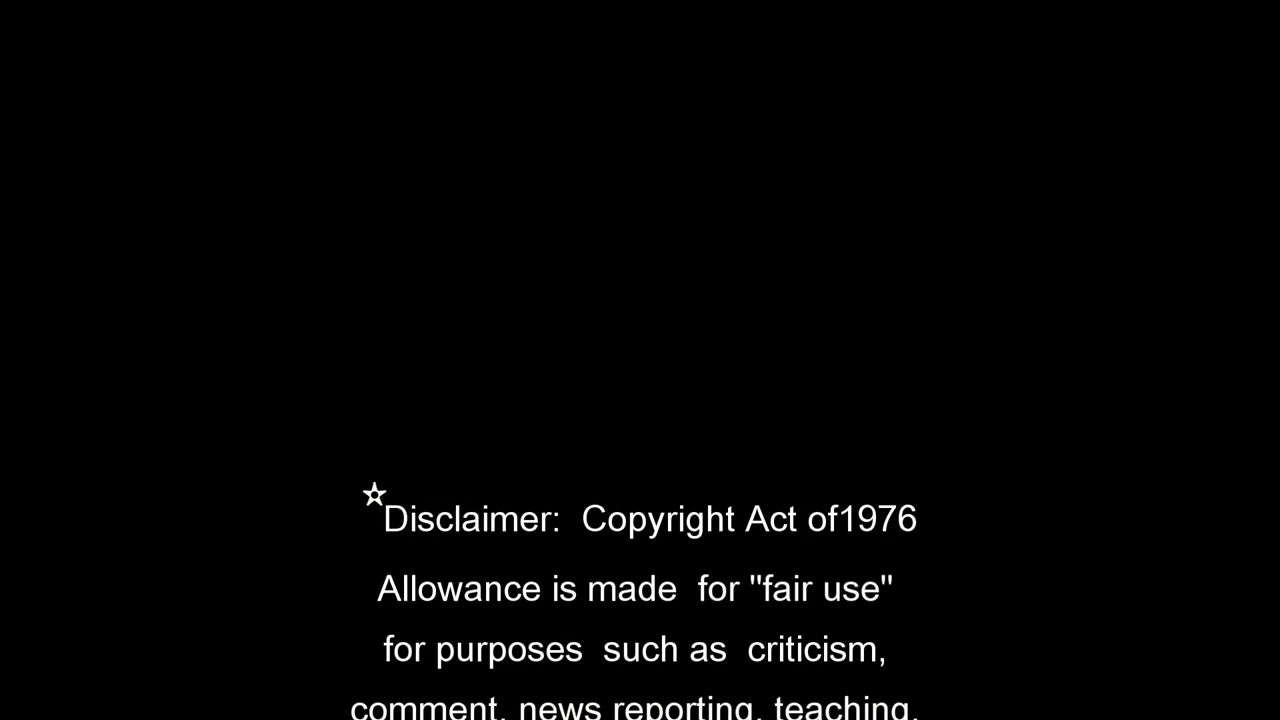 ☆Disclaimer:  Copyright Act of1976
Allowance is made  for "fair use"
for purposes  such as  criticism,
comment, news reporting, teaching,